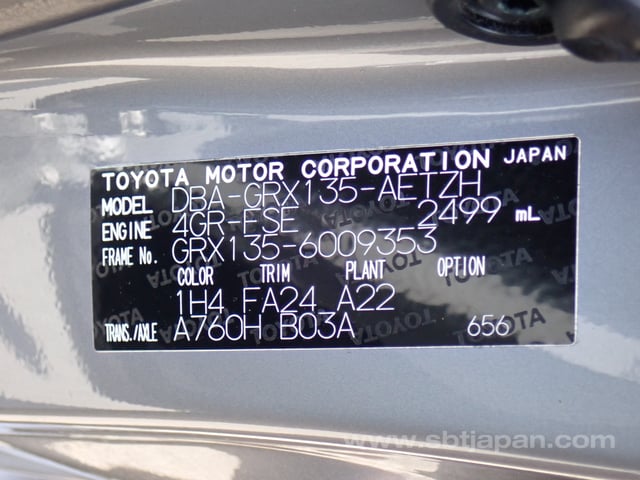 TOYOTA MOTOR CORPORATION JAPAN
MODEL DBA-GRX135-AETZH
ENGINE 4GR-FSE 2499 mL
FRAME No. GRX135-6009353
COLOR TRIM PLANT OPTION
1H4 FA24 A22
TRANS./AXLE A760H B03A 656
www.sbtjapan.com